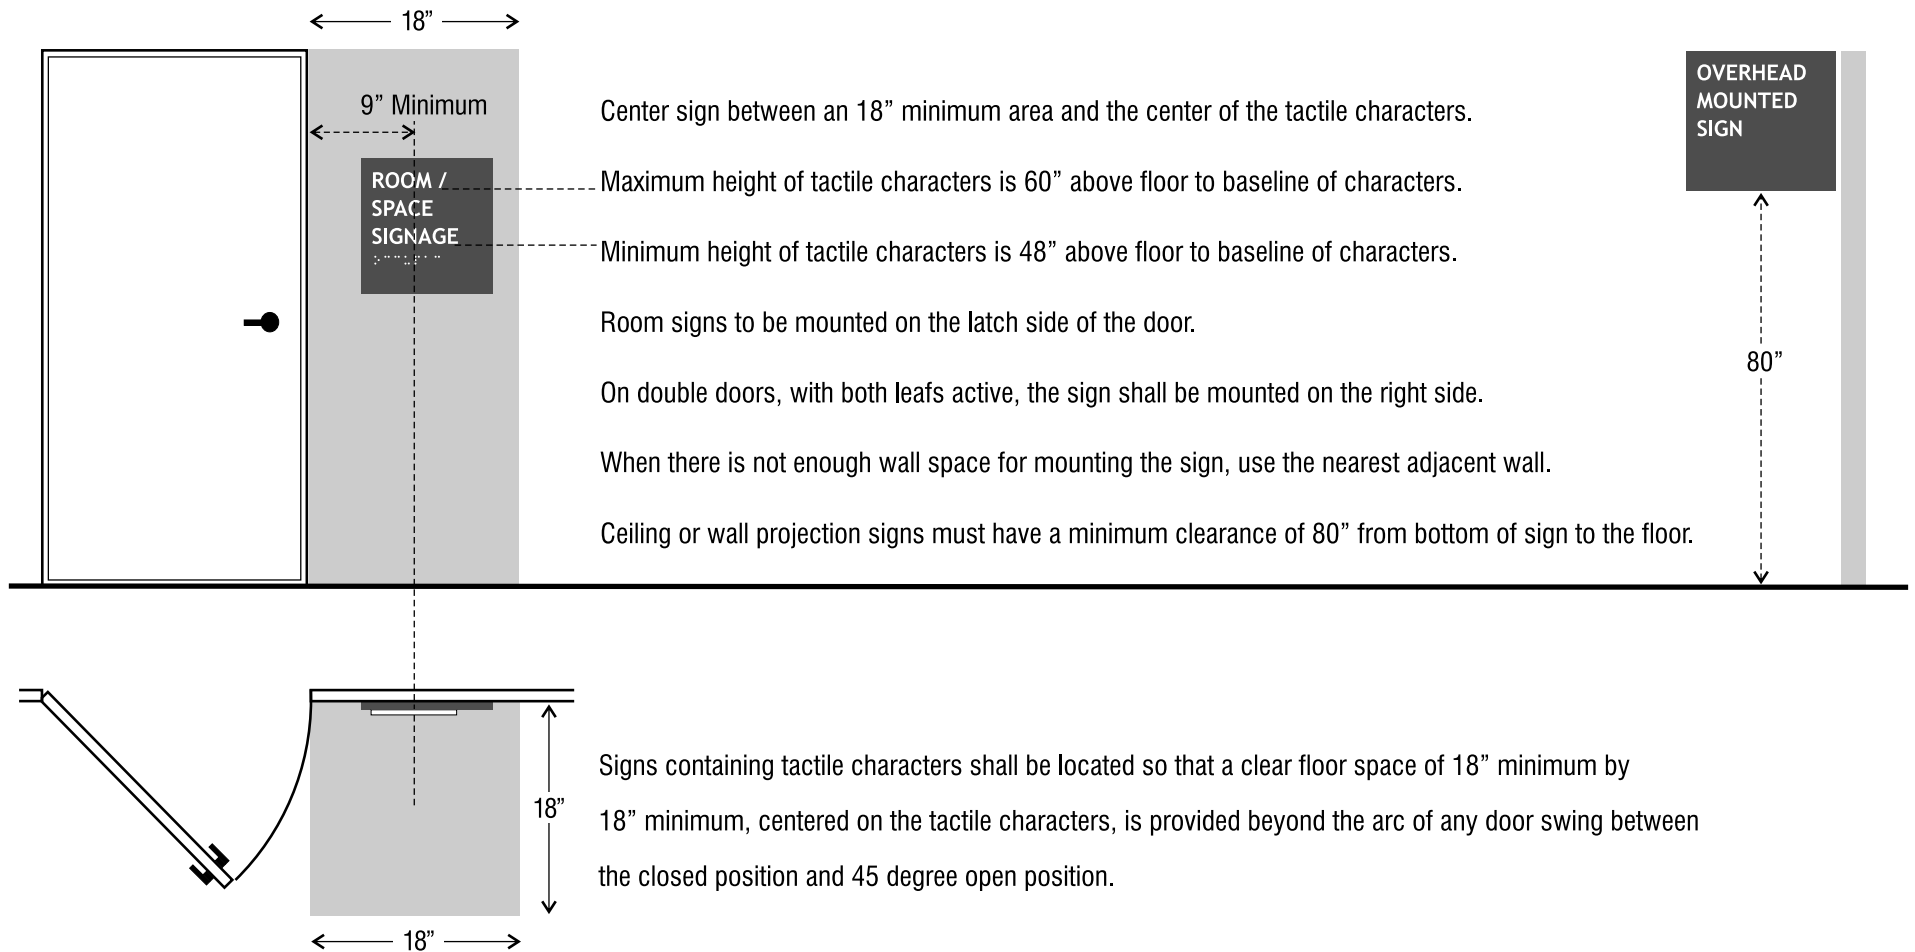 18”
9” Minimum
ROOM /
SPACE
SIGNAGE
Center sign between an 18” minimum area and the center of the tactile characters.
Maximum height of tactile characters is 60” above floor to baseline of characters.
Minimum height of tactile characters is 48” above floor to baseline of characters.
Room signs to be mounted on the latch side of the door.
On double doors, with both leafs active, the sign shall be mounted on the right side.
When there is not enough wall space for mounting the sign, use the nearest adjacent wall.
Ceiling or wall projection signs must have a minimum clearance of 80” from bottom of sign to the floor.
OVERHEAD
MOUNTED
SIGN
80”
18”
18”
Signs containing tactile characters shall be located so that a clear floor space of 18” minimum by
18” minimum, centered on the tactile characters, is provided beyond the arc of any door swing between
the closed position and 45 degree open position.